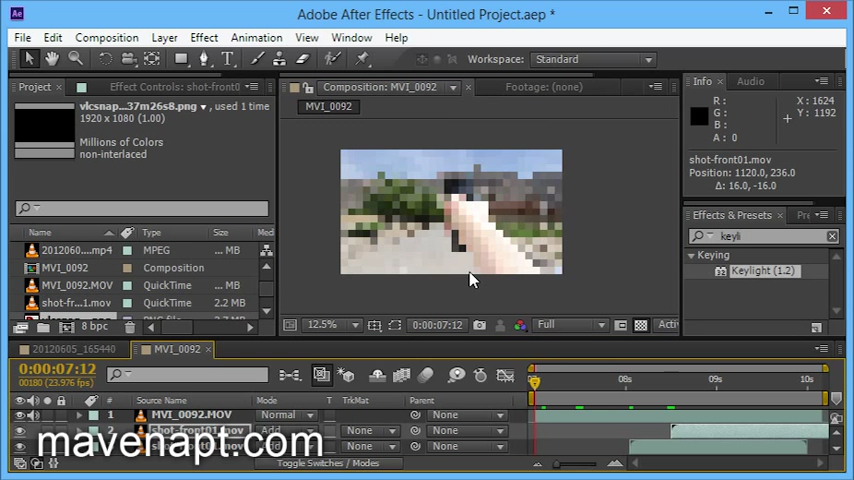 Adobe After Effects - Untitled Project.aep *
File Edit Composition Layer Effect Animation View Window Help
Workspace: Standard
Project Effect Controls: shot-front0
Composition: MVI_0092 Footage: (none)
Info Audio
vlcsnap...37m26s8.png▼, used 1 time
1920 x 1080 (1.00)
Millions of Colors
non-interlaced
MVI_0092
R:
G:
B:
A: 0
X: 1624
Y: 1192
shot-front01.mov
Position: 1120.0, 236.0
Δ: 16.0, -16.0
Effects & Presets Pre
keyli
Keying
Keylight (1.2)
Name Type Size Med
2012060....mp4 MPEG ... MB
MVI_0092 Composition
MVI_0092.MOV QuickTime ... MB
shot-fr...1.mov QuickTime 2.2 MB
8 bpc
12.5% 0:00:07:12 Full Activ
20120605_165440 MVI_0092
0:00:07:12
00180 (23.976 fps)
08s 09s 10s
# Source Name Mode T TrkMat Parent
1 MVI_0092.MOV Normal None
2 shot-front01.mov Add None None
None None
mavenapt.com
Toggle Switches / Modes